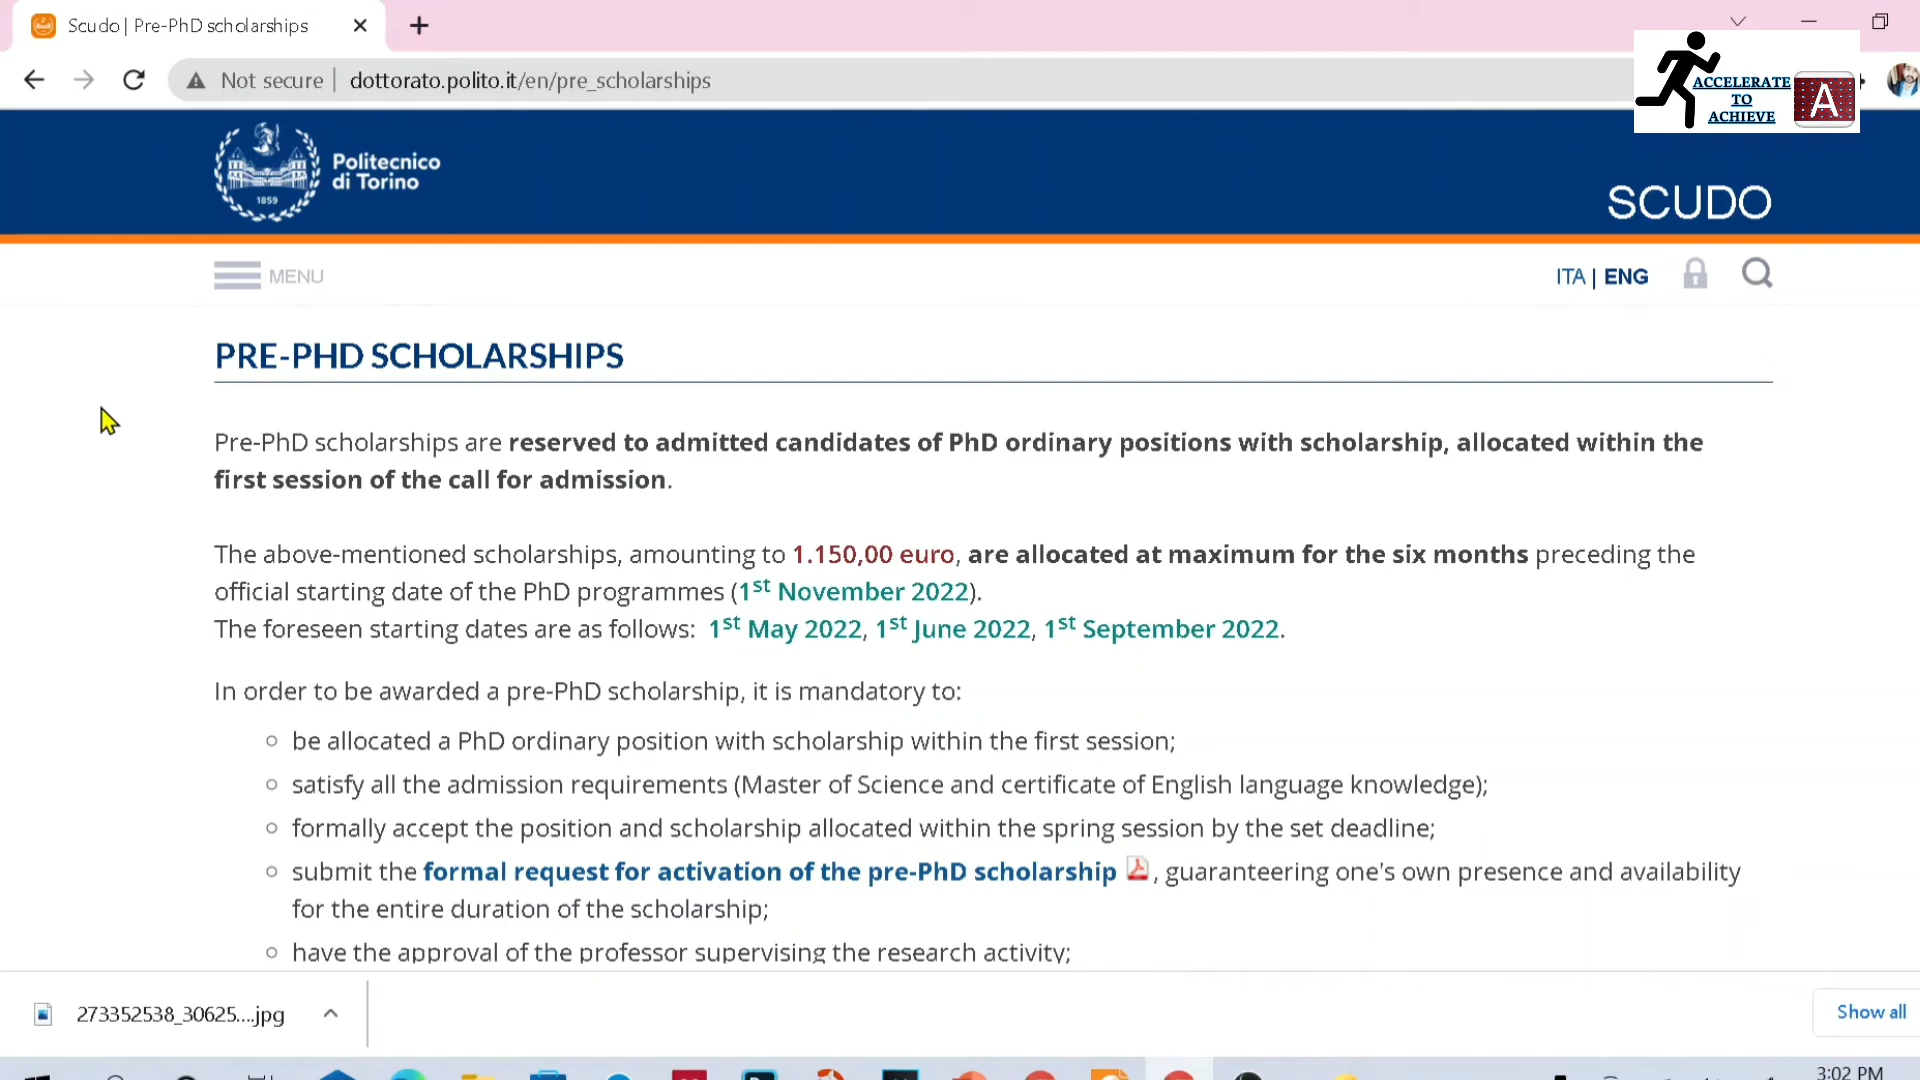 Scudo | Pre-PhD scholarships
Not secure | dottorato.polito.it/en/pre_scholarships
ACCELERATE
TO
ACHIEVE
A
Politecnico
di Torino
1859
SCUDO
MENU
ITA | ENG
PRE-PHD SCHOLARSHIPS
Pre-PhD scholarships are reserved to admitted candidates of PhD ordinary positions with scholarship, allocated within the
first session of the call for admission.
The above-mentioned scholarships, amounting to 1.150,00 euro, are allocated at maximum for the six months preceding the
official starting date of the PhD programmes (1st November 2022).
The foreseen starting dates are as follows: 1st May 2022, 1st June 2022, 1st September 2022.
In order to be awarded a pre-PhD scholarship, it is mandatory to:
be allocated a PhD ordinary position with scholarship within the first session;
satisfy all the admission requirements (Master of Science and certificate of English language knowledge);
formally accept the position and scholarship allocated within the spring session by the set deadline;
submit the formal request for activation of the pre-PhD scholarship , guaranteeing one's own presence and availability
for the entire duration of the scholarship;
have the approval of the professor supervising the research activity;
273352538_30625....jpg
Show all
3:02 PM